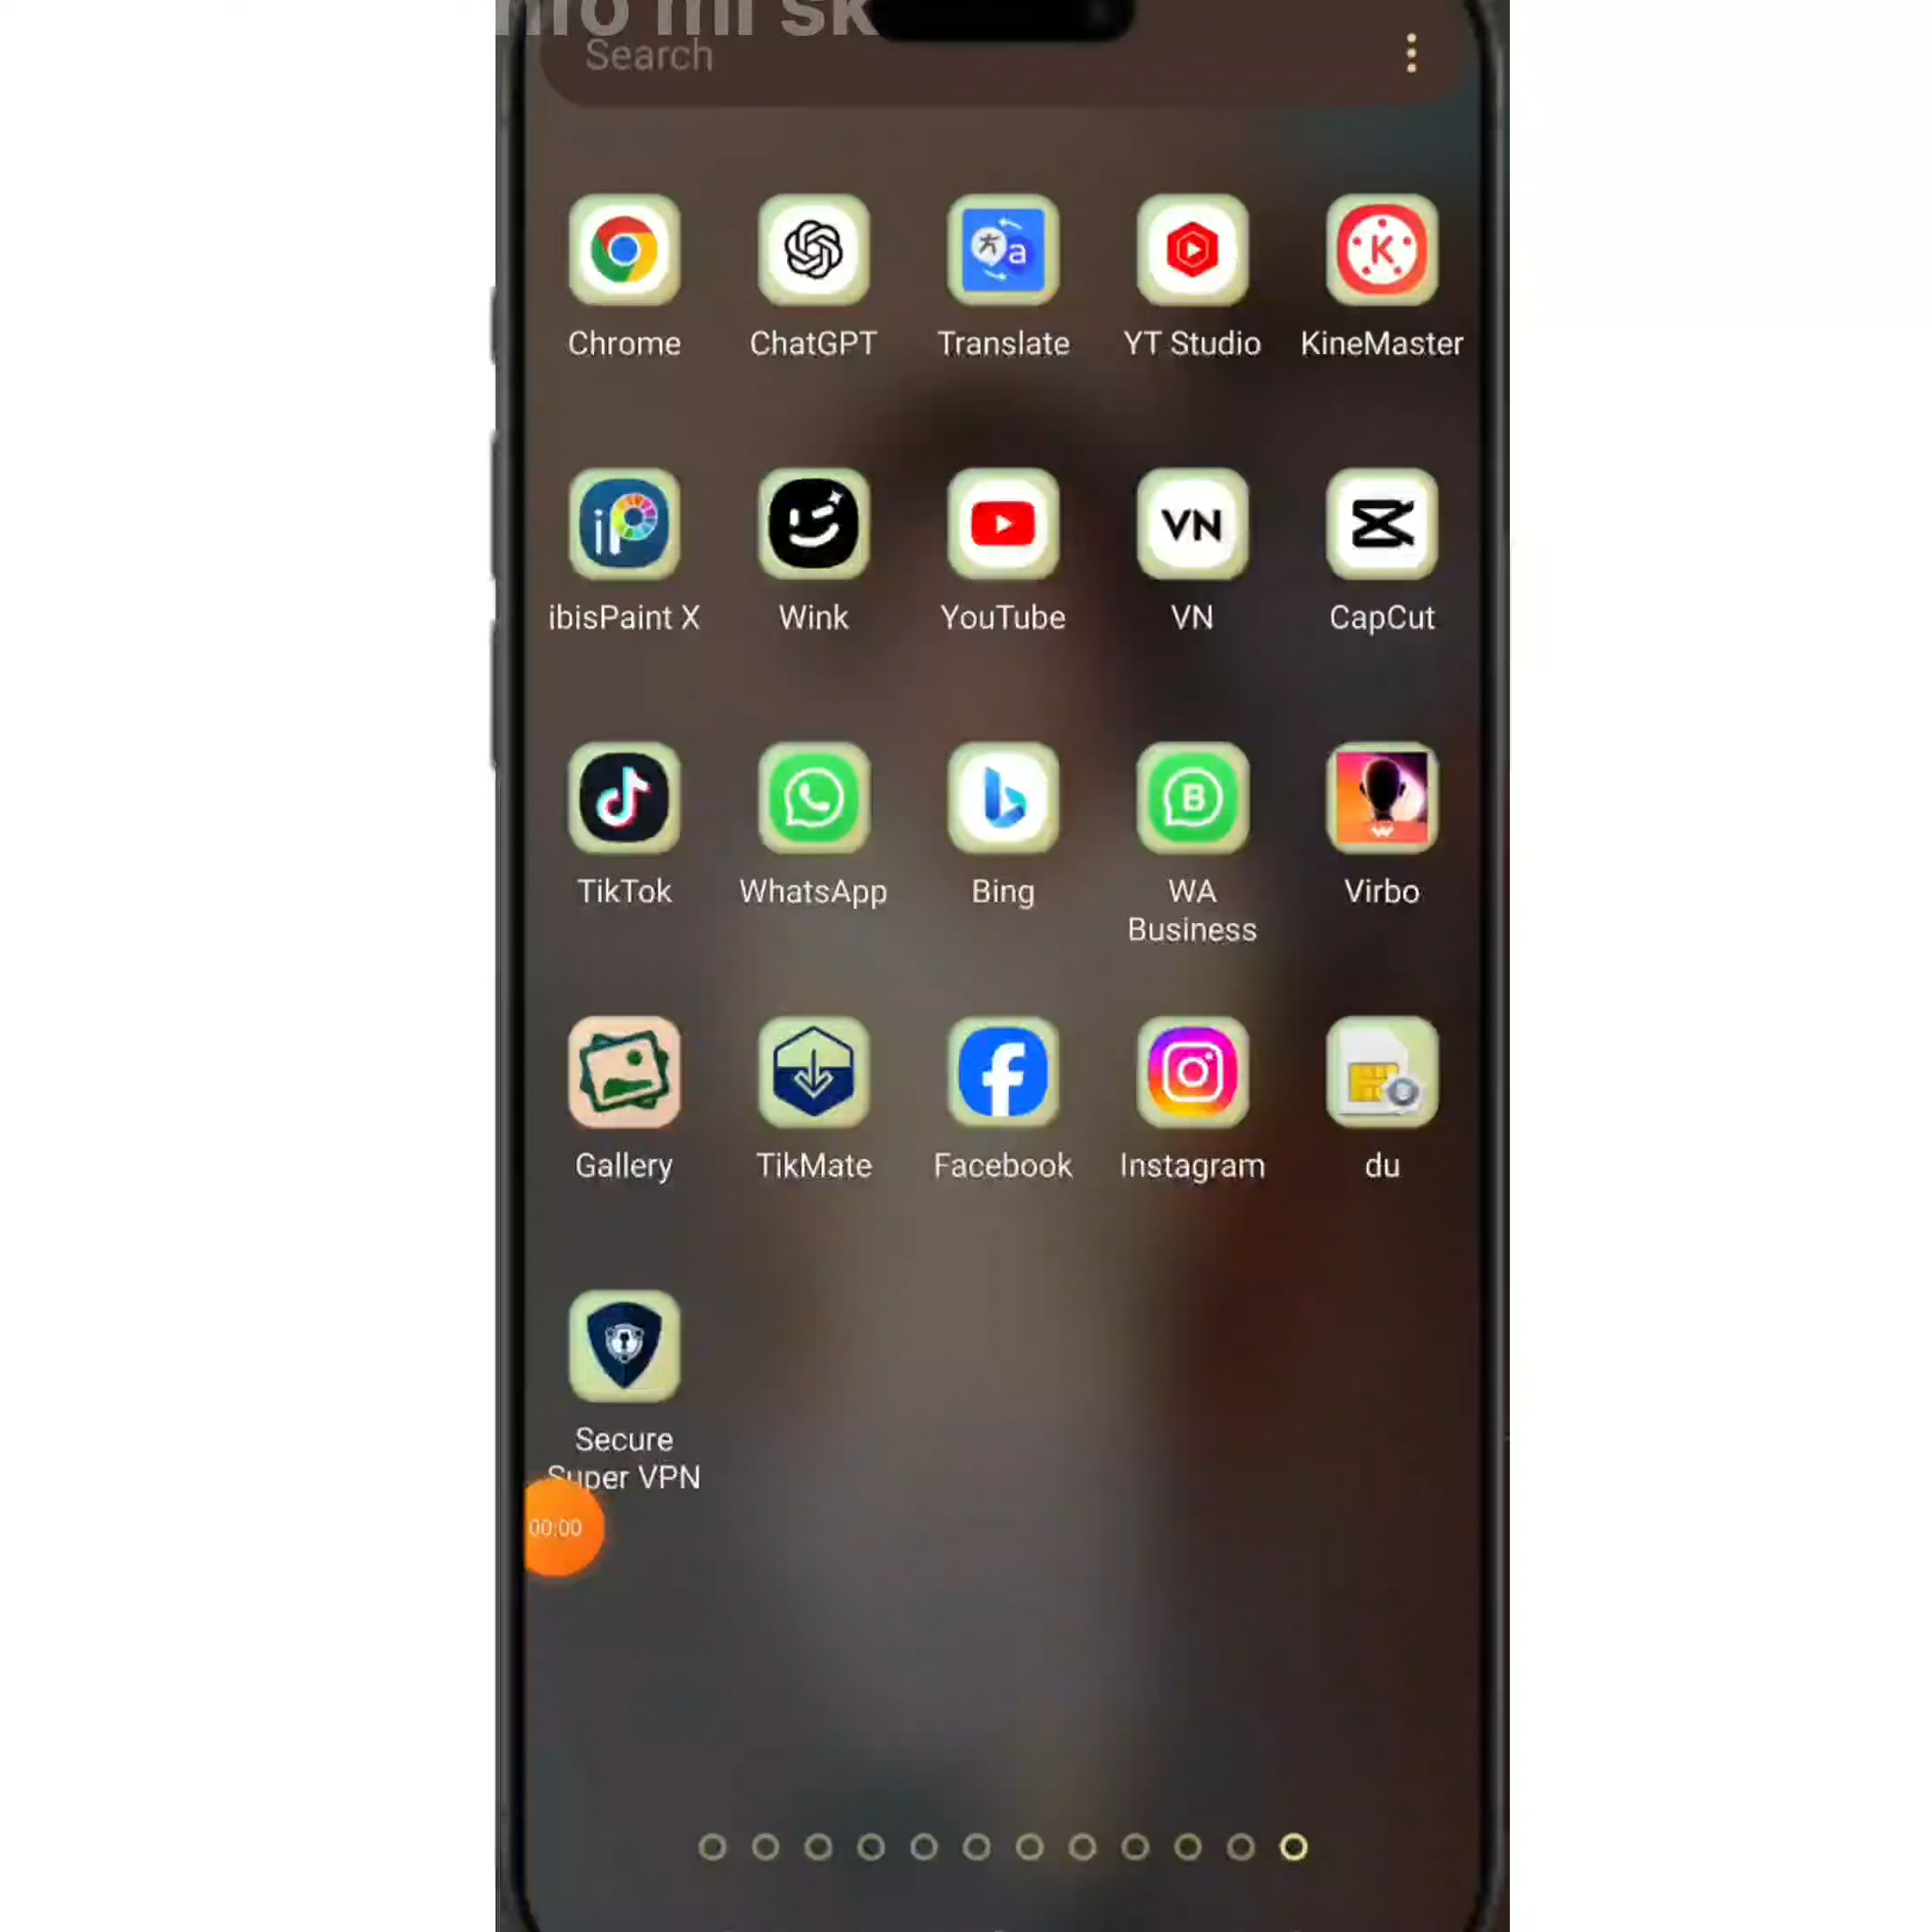 Search
Chrome
ChatGPT
Translate
YT Studio
KineMaster
ibisPaint X
Wink
YouTube
VN
VN
CapCut
TikTok
WhatsApp
Bing
WA
Business
Virbo
Gallery
TikMate
Facebook
Instagram
du
Secure
Super VPN
00:00